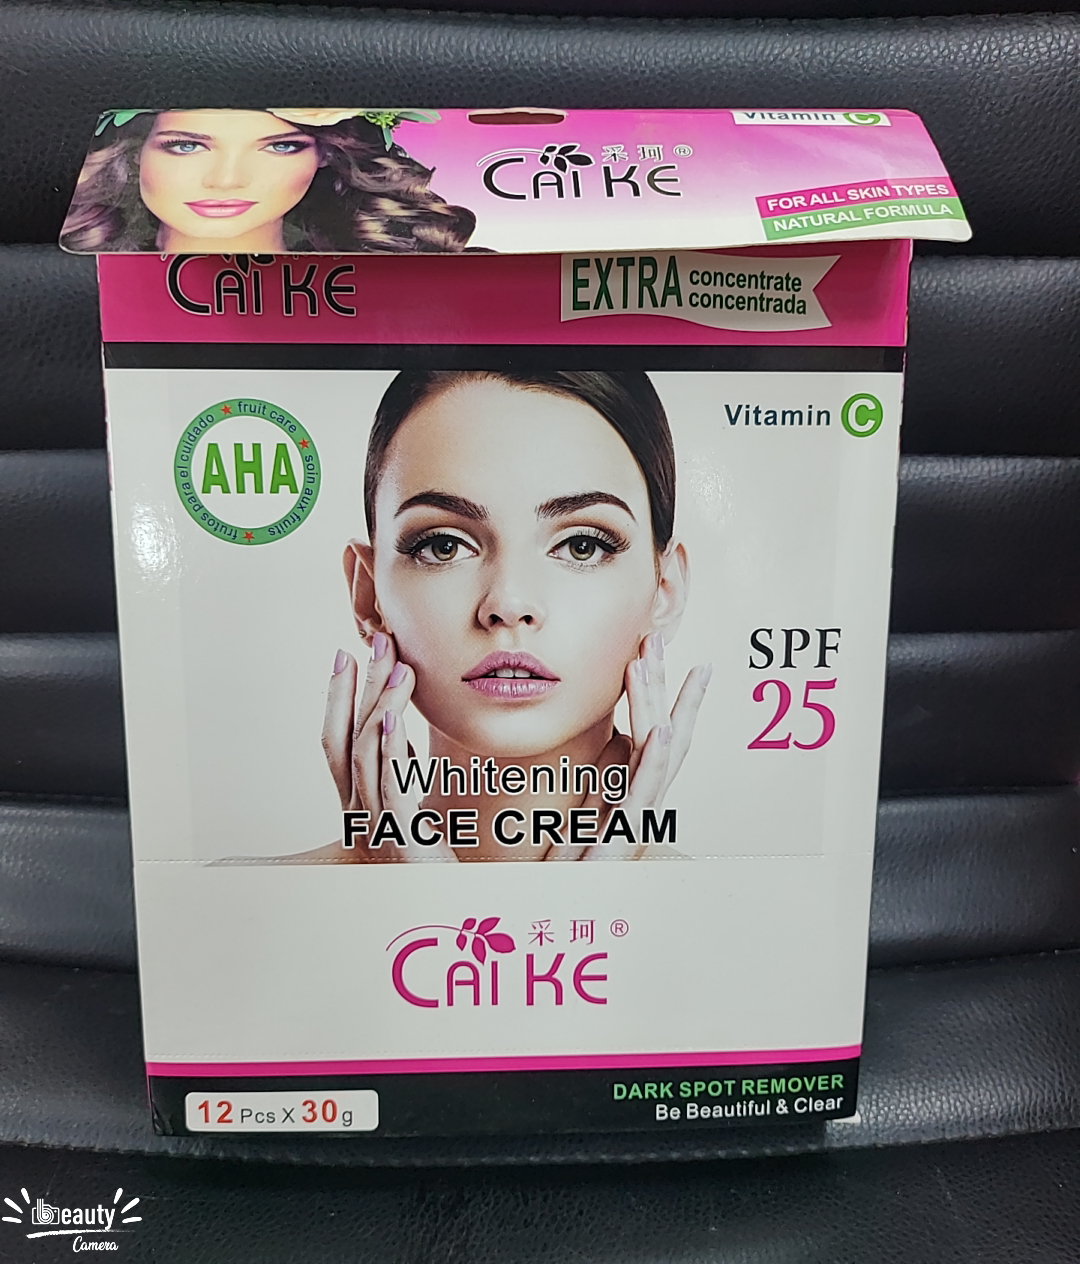 Vitamin C
采珂®
CAI KE
FOR ALL SKIN TYPES
NATURAL FORMULA
CAI KE
EXTRA concentrate
concentrada
fruit care ★ soin aux fruits ★ frutos para el cuidado ★
AHA
Vitamin C
SPF
25
Whitening
FACE CREAM
采珂®
CAI KE
12 Pcs X 30g
DARK SPOT REMOVER
Be Beautiful & Clear
beauty
Camera